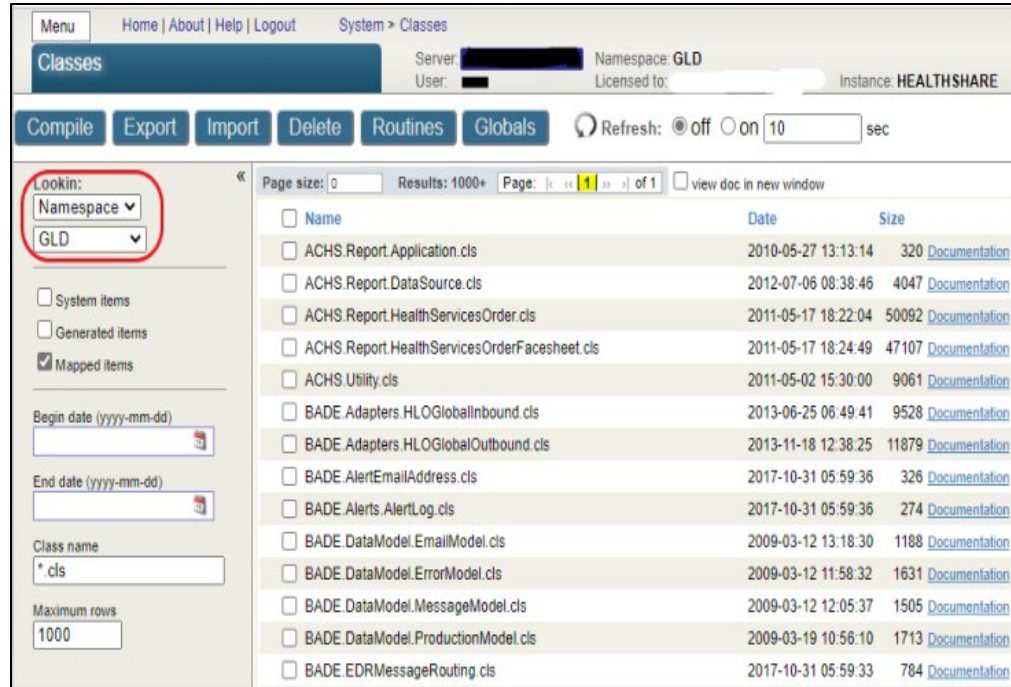 Menu Home | About | Help | Logout System > Classes
Classes Server: Namespace: GLD
User: Licensed to: Instance: HEALTHSHARE
Compile Export Import Delete Routines Globals Refresh: off on 10 sec
Lookin: « Page size: 0 Results: 1000+ Page: |« «« 1 »» »| of 1 view doc in new window
Namespace Name Date Size
GLD ACHS.Report.Application.cls 2010-05-27 13:13:14 320 Documentation
ACHS.Report.DataSource.cls 2012-07-06 08:38:46 4047 Documentation
System items ACHS.Report.HealthServicesOrder.cls 2011-05-17 18:22:04 50092 Documentation
Generated items ACHS.Report.HealthServicesOrderFacesheet.cls 2011-05-17 18:24:49 47107 Documentation
Mapped items ACHS.Utility.cls 2011-05-02 15:30:00 9061 Documentation
Begin date (yyyy-mm-dd) BADE.Adapters.HLOGlobalInbound.cls 2013-06-25 06:49:41 9528 Documentation
BADE.Adapters.HLOGlobalOutbound.cls 2013-11-18 12:38:25 11879 Documentation
End date (yyyy-mm-dd) BADE.AlertEmailAddress.cls 2017-10-31 05:59:36 326 Documentation
BADE.Alerts.AlertLog.cls 2017-10-31 05:59:36 274 Documentation
Class name BADE.DataModel.EmailModel.cls 2009-03-12 13:18:30 1188 Documentation
*.cls BADE.DataModel.ErrorModel.cls 2009-03-12 11:58:32 1631 Documentation
Maximum rows BADE.DataModel.MessageModel.cls 2009-03-12 12:05:37 1505 Documentation
1000 BADE.DataModel.ProductionModel.cls 2009-03-19 10:56:10 1713 Documentation
BADE.EDRMessageRouting.cls 2017-10-31 05:59:33 784 Documentation